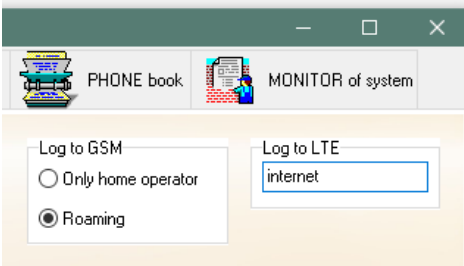 PHONE book
MONITOR of system
Log to GSM
Only home operator
Roaming
Log to LTE
internet